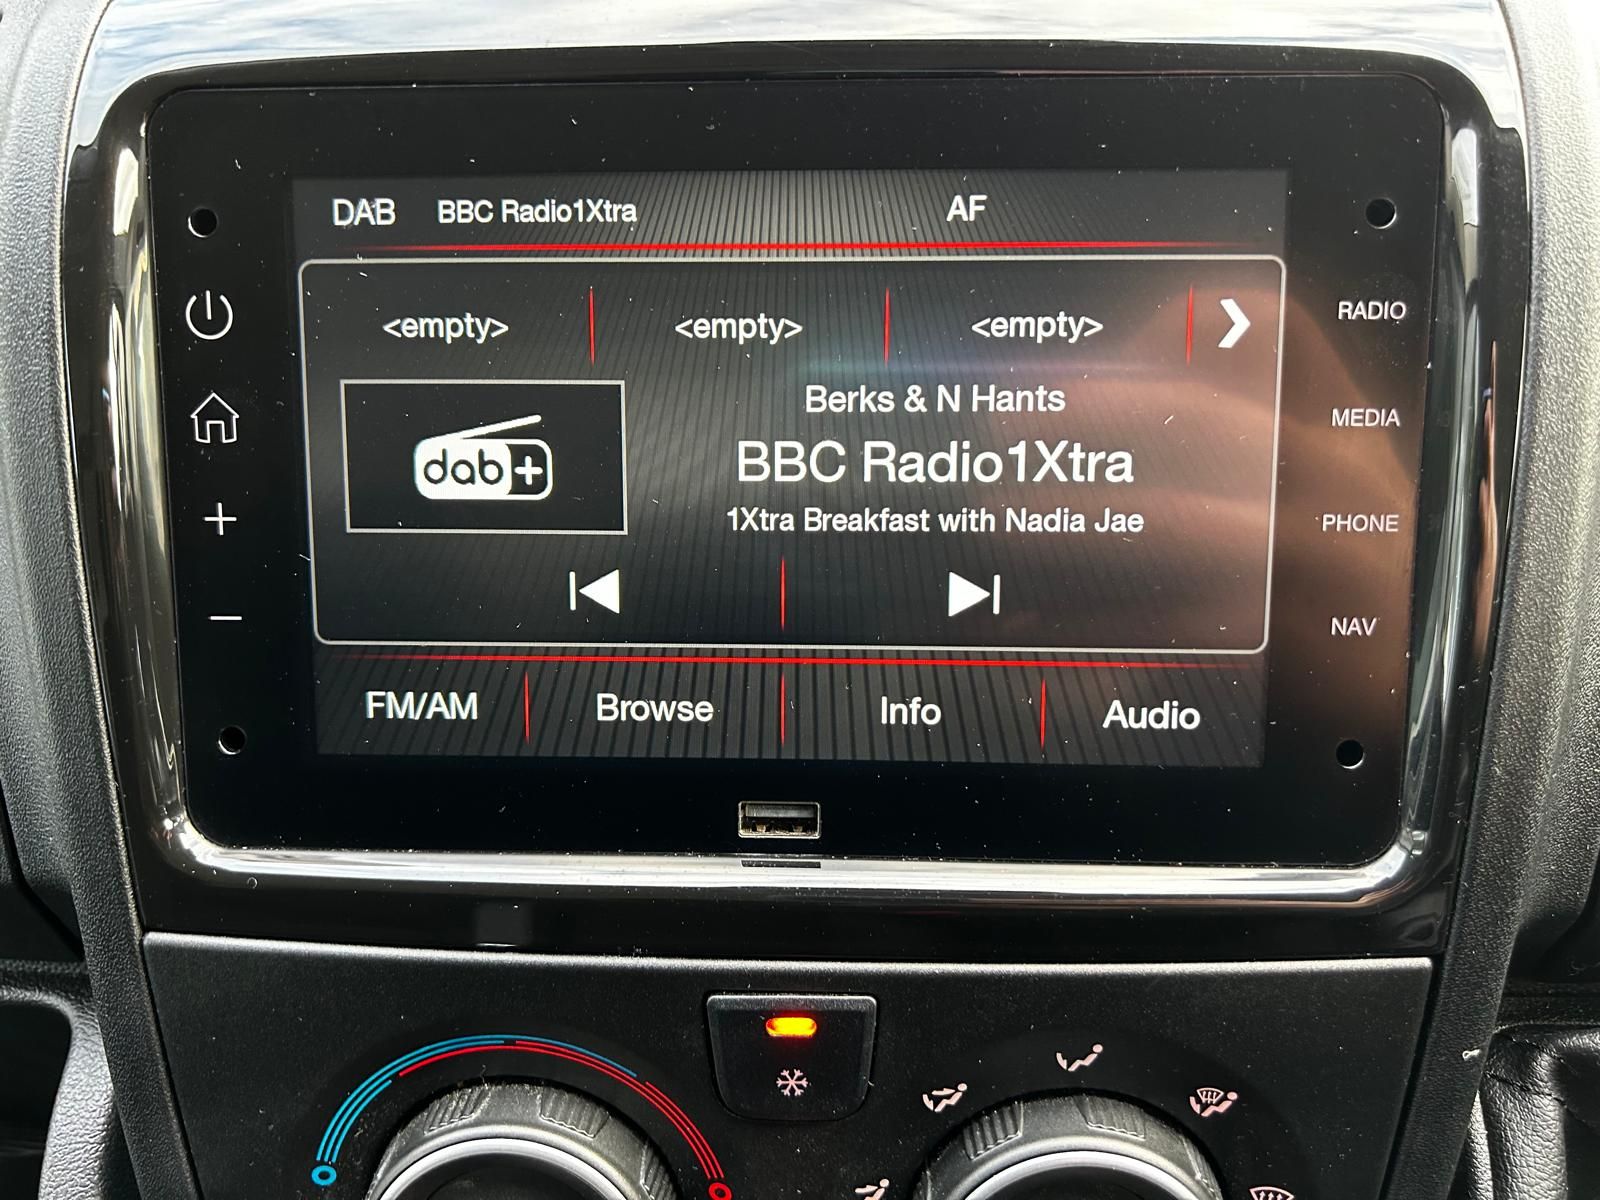 DAB BBC Radio1Xtra AF
<empty> <empty> <empty>
RADIO
Berks & N Hants
MEDIA
dab+
BBC Radio1Xtra
1Xtra Breakfast with Nadia Jae
PHONE
NAV
FM/AM Browse Info Audio